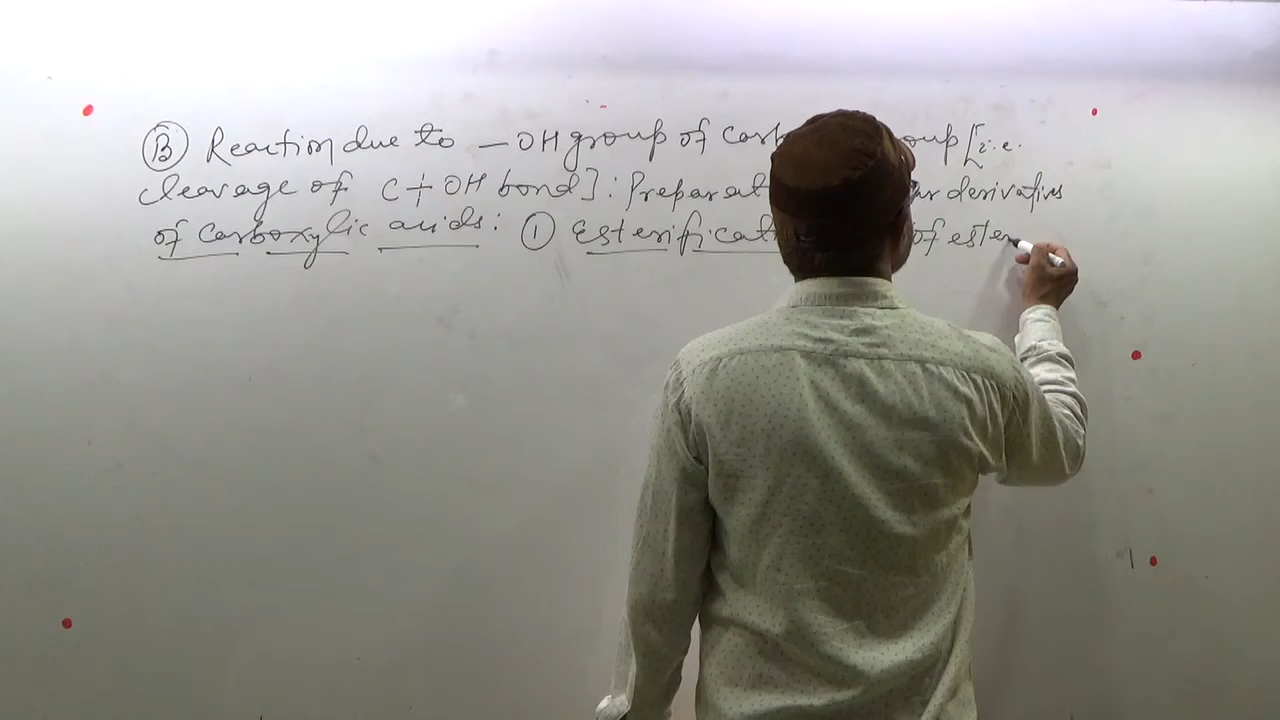 Ⓑ Reaction due to – OH group of carb oup [i.e.
cleavage of C+OH bond]: Preparat derivatives
of carboxylic acids: ① Esterificat of ester